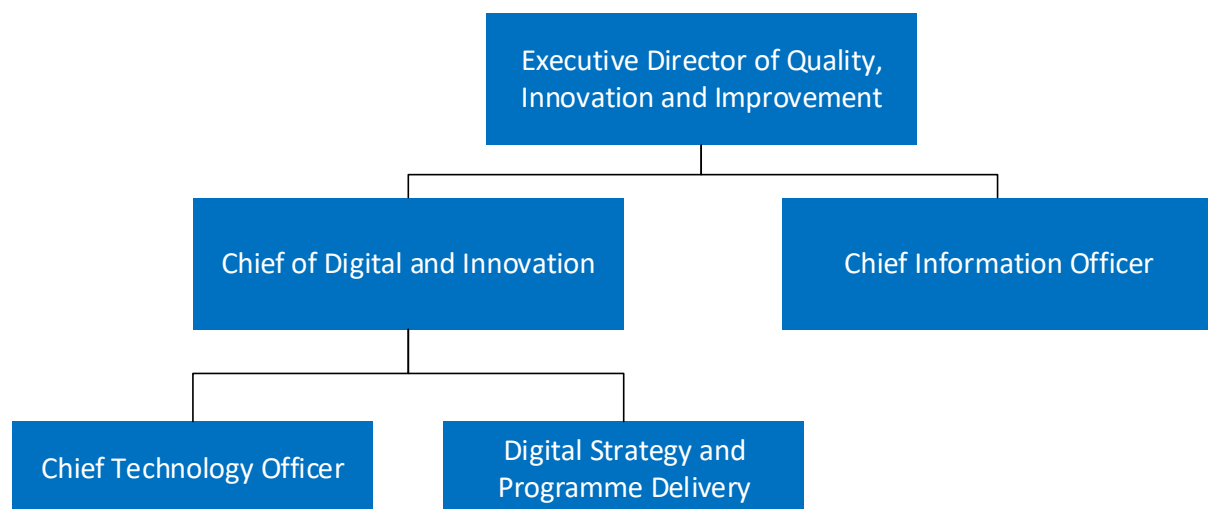 Executive Director of Quality,
Innovation and Improvement
Chief of Digital and Innovation
Chief Information Officer
Chief Technology Officer
Digital Strategy and
Programme Delivery